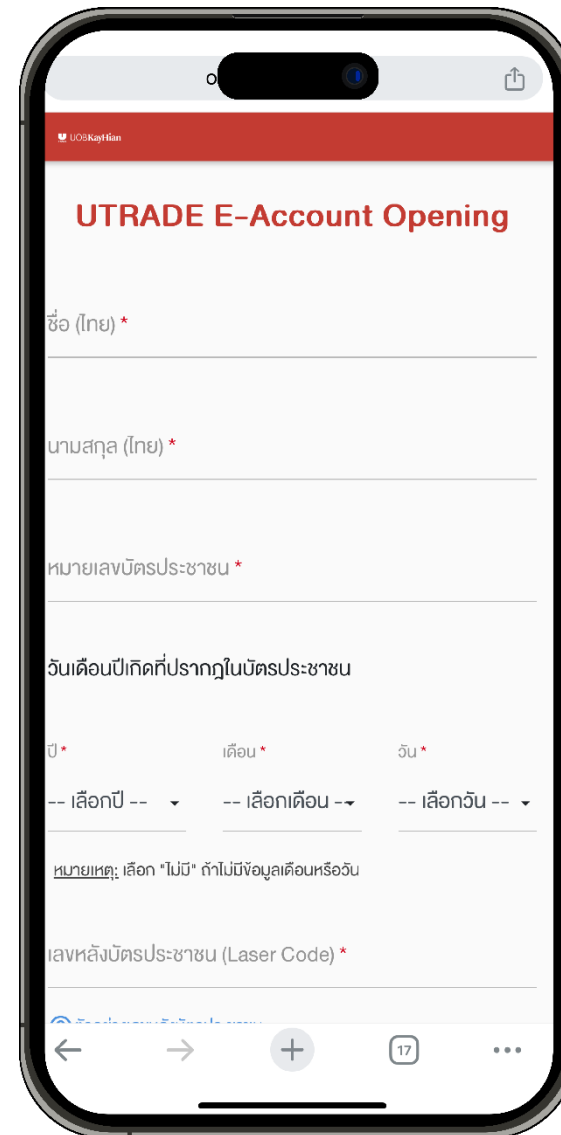 UOBKayHian
UTRADE E-Account Opening
ชื่อ (ไทย) *
นามสกุล (ไทย) *
หมายเลขบัตรประชาชน *
วันเดือนปีเกิดที่ปรากฎในบัตรประชาชน
ปี * เดือน * วัน *
-- เลือกปี -- -- เลือกเดือน -- -- เลือกวัน --
หมายเหตุ: เลือก "ไม่มี" ถ้าไม่มีข้อมูลเดือนหรือวัน
เลขหลังบัตรประชาชน (Laser Code) *
17